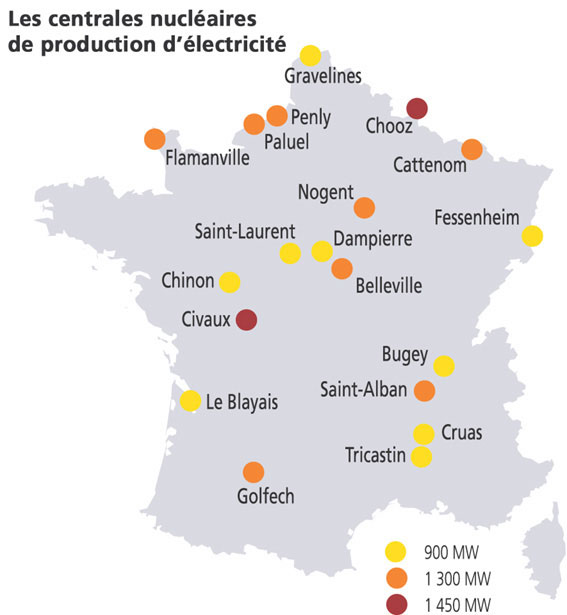 Les centrales nucléaires
de production d’électricité
Gravelines
Penly
Chooz
Paluel
Flamanville
Cattenom
Nogent
Fessenheim
Saint-Laurent
Dampierre
Chinon
Belleville
Civaux
Bugey
Saint-Alban
Le Blayais
Cruas
Tricastin
Golfech
900 MW
1 300 MW
1 450 MW